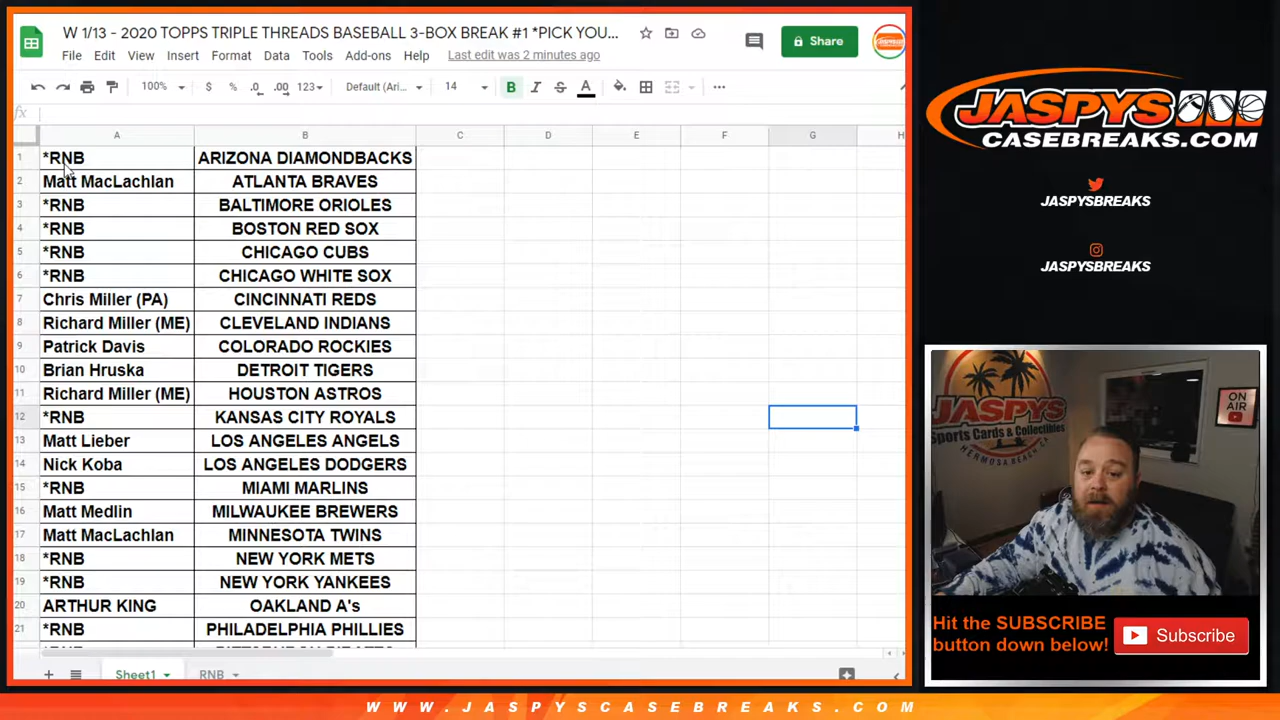 W 1/13 - 2020 TOPPS TRIPLE THREADS BASEBALL 3-BOX BREAK #1 *PICK YOU...
File Edit View Insert Format Data Tools Add-ons Help Last edit was 2 minutes ago
Share
100% $ % .0 .00 123 Default (Ari... 14 B I S A
fx
A B C D E F G H
1 *RNB ARIZONA DIAMONDBACKS
2 Matt MacLachlan ATLANTA BRAVES
3 *RNB BALTIMORE ORIOLES
4 *RNB BOSTON RED SOX
5 *RNB CHICAGO CUBS
6 *RNB CHICAGO WHITE SOX
7 Chris Miller (PA) CINCINNATI REDS
8 Richard Miller (ME) CLEVELAND INDIANS
9 Patrick Davis COLORADO ROCKIES
10 Brian Hruska DETROIT TIGERS
11 Richard Miller (ME) HOUSTON ASTROS
12 *RNB KANSAS CITY ROYALS
13 Matt Lieber LOS ANGELES ANGELS
14 Nick Koba LOS ANGELES DODGERS
15 *RNB MIAMI MARLINS
16 Matt Medlin MILWAUKEE BREWERS
17 Matt MacLachlan MINNESOTA TWINS
18 *RNB NEW YORK METS
19 *RNB NEW YORK YANKEES
20 ARTHUR KING OAKLAND A's
21 *RNB PHILADELPHIA PHILLIES
Sheet1 RNB
JASPYS
CASEBREAKS.COM
JASPYSBREAKS
JASPYSBREAKS
JASPYS
Sports Cards & Collectibles
HERMOSA BEACH CA
ON AIR
Hit the SUBSCRIBE
button down below!
Subscribe
WWW.JASPYSCASEBREAKS.COM